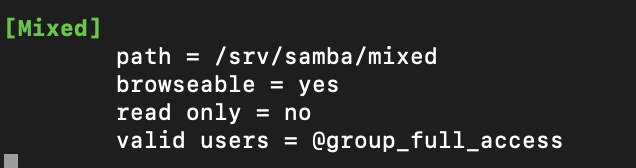 [Mixed]
path = /srv/samba/mixed
browseable = yes
read only = no
valid users = @group_full_access